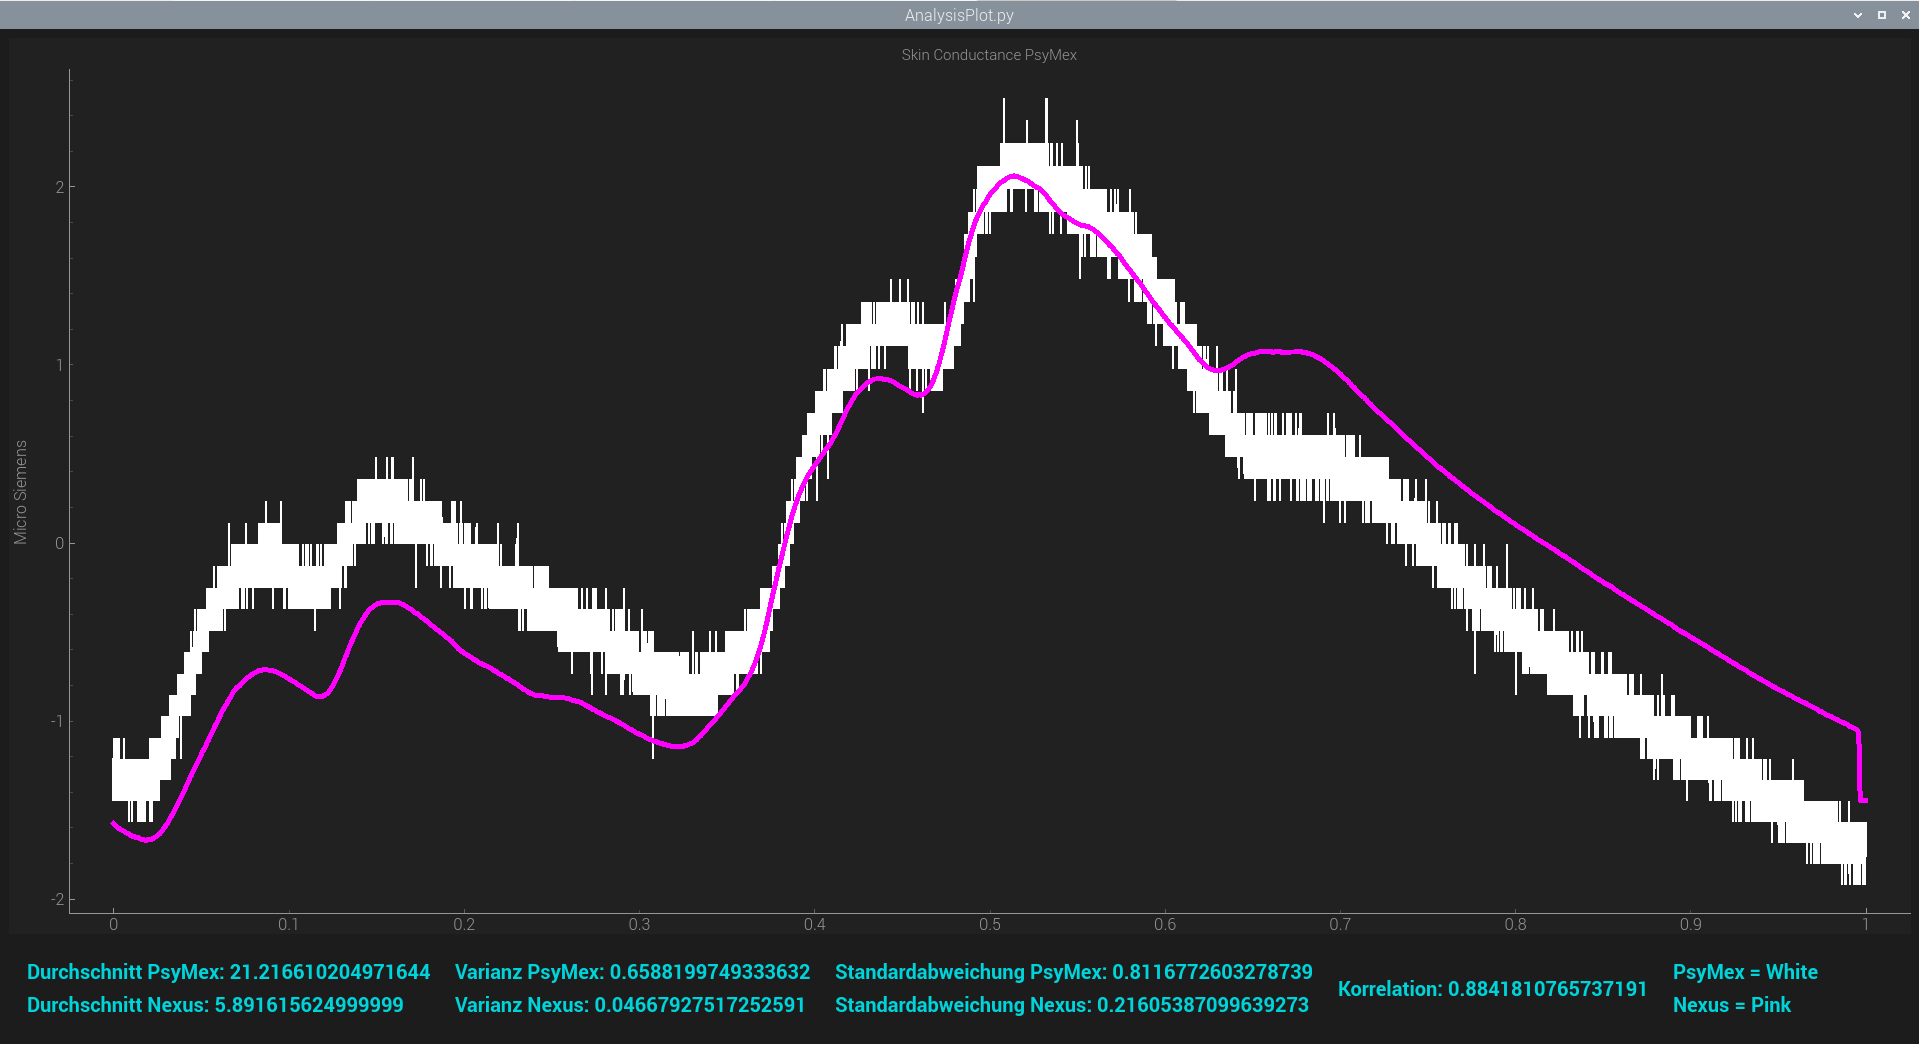 AnalysisPlot.py
Skin Conductance PsyMex
Micro Siemens
2
1
0
-1
-2
0 0.1 0.2 0.3 0.4 0.5 0.6 0.7 0.8 0.9 1
Durchschnitt PsyMex: 21.216610204971644 Varianz PsyMex: 0.6588199749333632 Standardabweichung PsyMex: 0.8116772603278739 PsyMex = White
Korrelation: 0.8841810765737191
Durchschnitt Nexus: 5.891615624999999 Varianz Nexus: 0.04667927517252591 Standardabweichung Nexus: 0.21605387099639273 Nexus = Pink